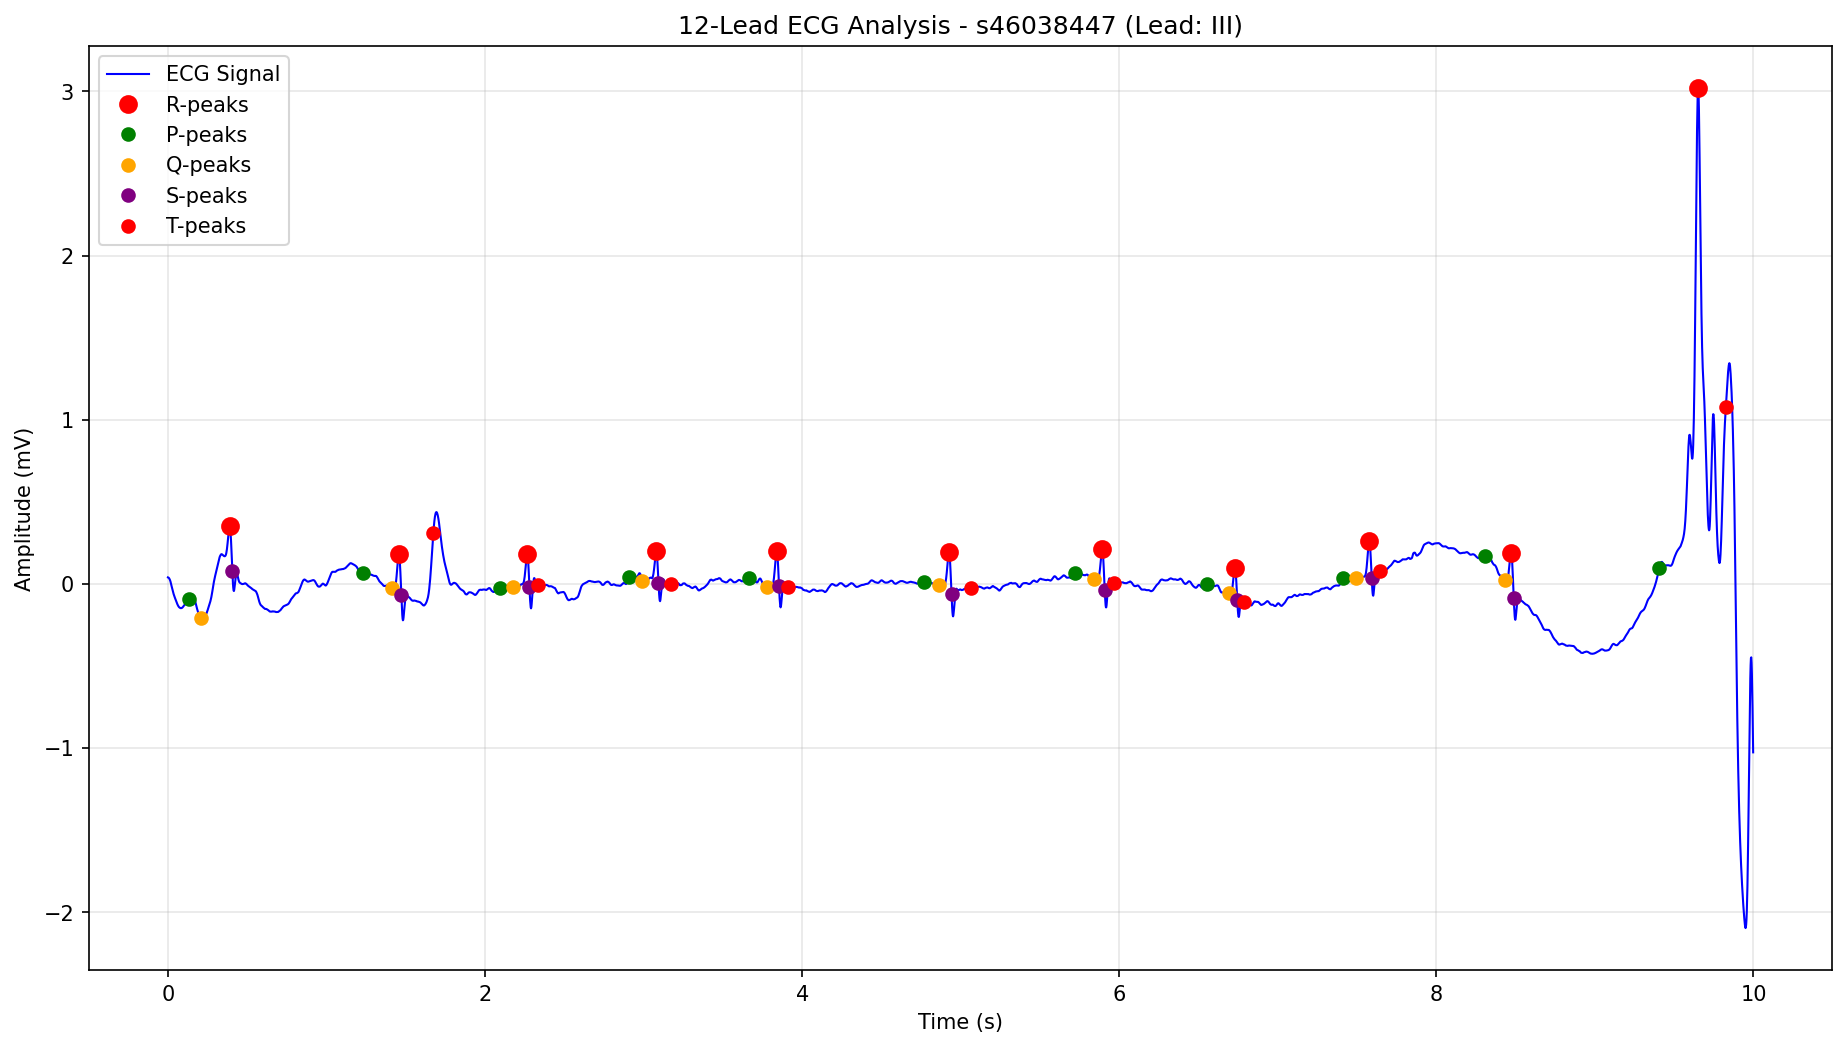 12-Lead ECG Analysis - s46038447 (Lead: III)
ECG Signal
R-peaks
P-peaks
Q-peaks
S-peaks
T-peaks
Amplitude (mV)
3
2
1
0
−1
−2
0 2 4 6 8 10
Time (s)